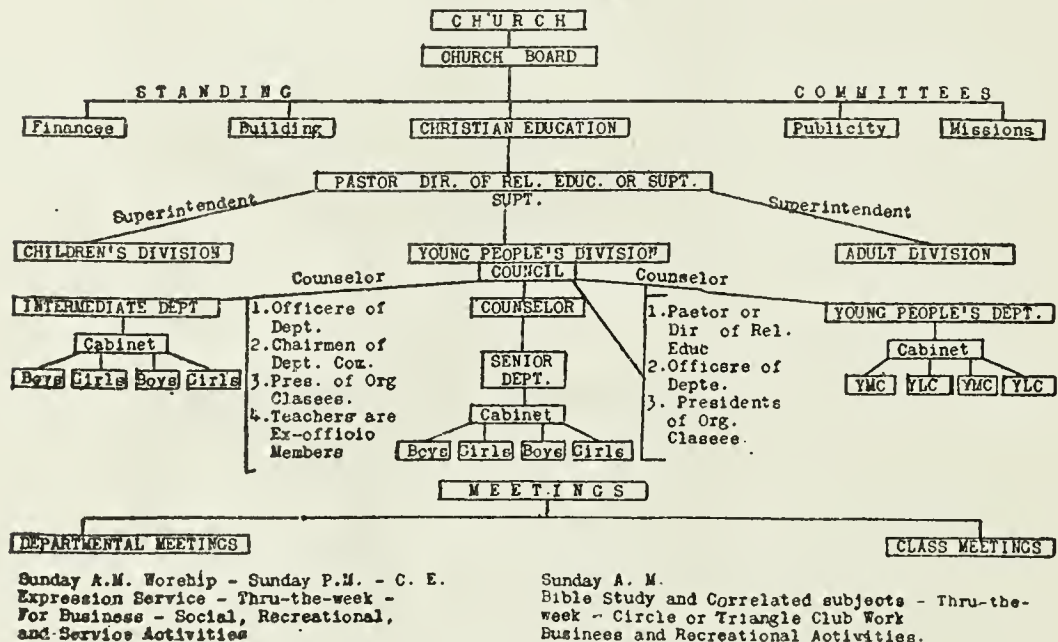 CHURCH
CHURCH BOARD
STANDING COMMITTEES
Finances Building CHRISTIAN EDUCATION Publicity Missions
PASTOR DIR. OF REL. EDUC. OR SUPT.
Superintendent SUPT. Superintendent
CHILDREN'S DIVISION YOUNG PEOPLE'S DIVISION ADULT DIVISION
COUNCIL
Counselor Counselor
INTERMEDIATE DEPT
Cabinet
Boys Girls Boys Girls
1.Officere of
Dept.
2.Chairmen of
Dept. Com.
3.Pres. of Org
Classes.
4.Teachers are
Ex-officio
Members
COUNSELOR
SENIOR
DEPT.
Cabinet
Boys Girls Boys Girls
1.Pastor or
Dir of Rel.
Educ
2.Officere of
Depts.
3. Presidents
of Org.
Classes.
YOUNG PEOPLE'S DEPT.
Cabinet
YMC YLC YMC YLC
MEETINGS
DEPARTMENTAL MEETINGS CLASS MEETINGS
Sunday A.M. Worship - Sunday P.M. - C. E.
Expression Service - Thru-the-week -
For Business - Social, Recreational,
and Service Activities
Sunday A. M.
Bible Study and Correlated subjects - Thru-the-
week - Circle or Triangle Club Work
Business and Recreational Activities.